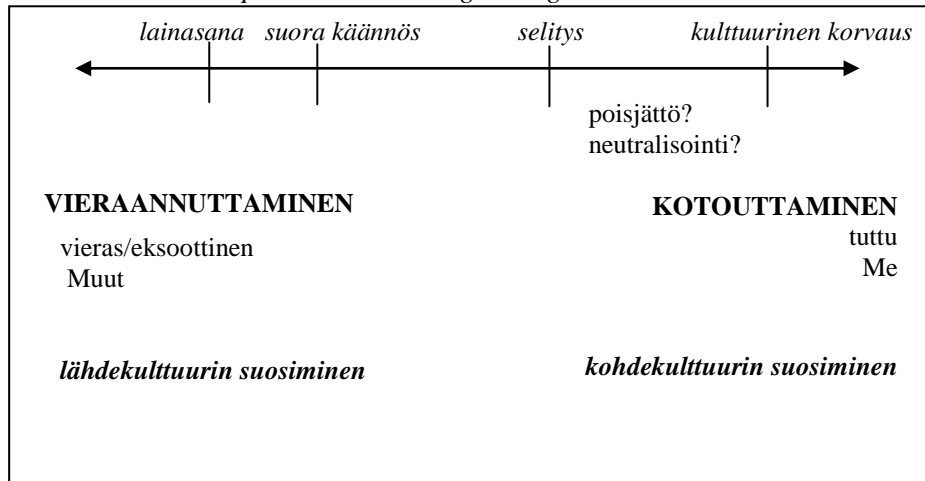 lainasana suora käännös selitys kulttuurinen korvaus
poisjättö?
neutralisointi?
VIERAANNUTTAMINEN KOTOUTTAMINEN
vieras/eksoottinen tuttu
Muut Me
lähdekulttuurin suosiminen kohdekulttuurin suosiminen